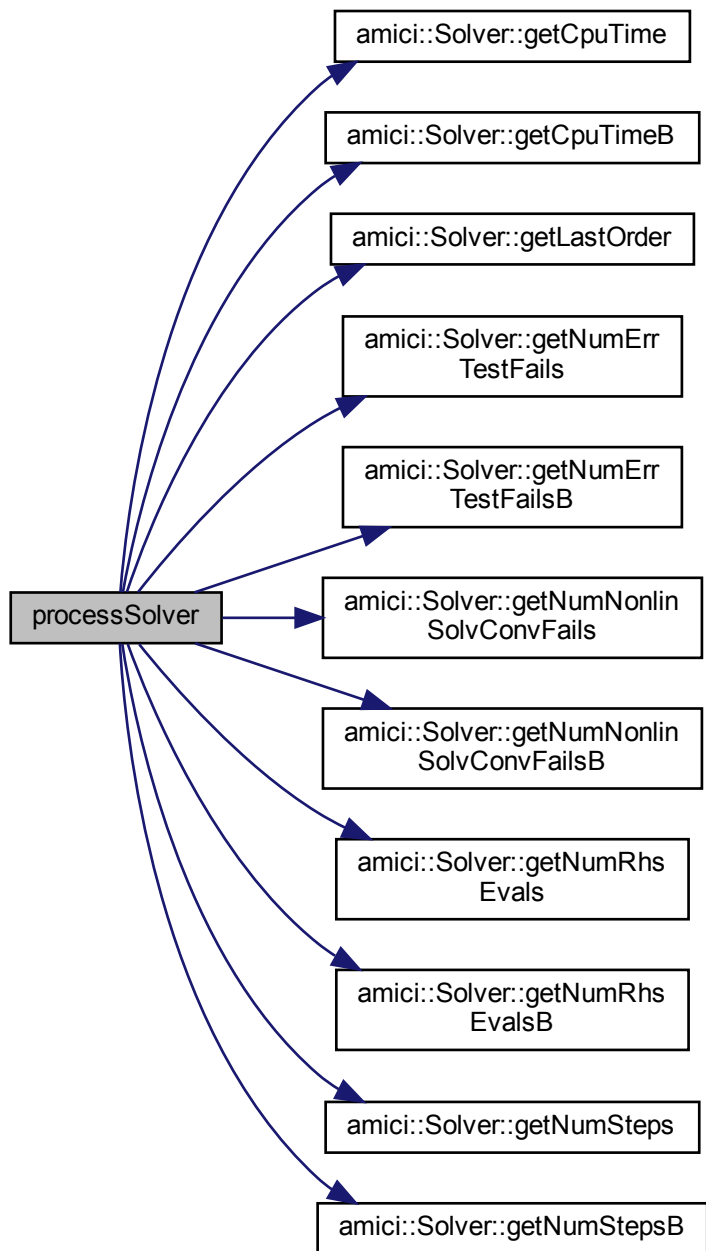 amici::Solver::getCpuTime
amici::Solver::getCpuTimeB
amici::Solver::getLastOrder
amici::Solver::getNumErr
TestFails
amici::Solver::getNumErr
TestFailsB
processSolver
amici::Solver::getNumNonlin
SolvConvFails
amici::Solver::getNumNonlin
SolvConvFailsB
amici::Solver::getNumRhs
Evals
amici::Solver::getNumRhs
EvalsB
amici::Solver::getNumSteps
amici::Solver::getNumStepsB